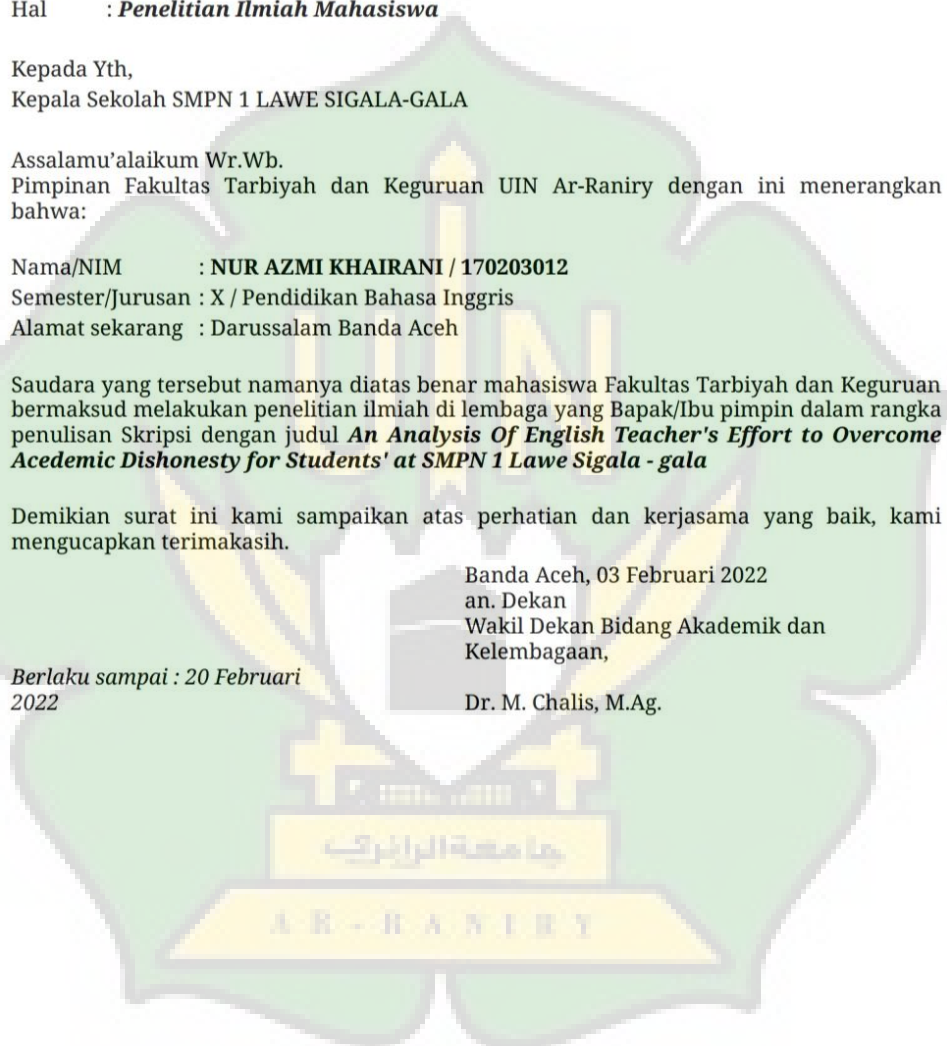 Hal : Penelitian Ilmiah Mahasiswa
Kepada Yth,
Kepala Sekolah SMPN 1 LAWE SIGALA-GALA
Assalamu’alaikum Wr.Wb.
Pimpinan Fakultas Tarbiyah dan Keguruan UIN Ar-Raniry dengan ini menerangkan
bahwa:
Nama/NIM : NUR AZMI KHAIRANI / 170203012
Semester/Jurusan : X / Pendidikan Bahasa Inggris
Alamat sekarang : Darussalam Banda Aceh
Saudara yang tersebut namanya diatas benar mahasiswa Fakultas Tarbiyah dan Keguruan
bermaksud melakukan penelitian ilmiah di lembaga yang Bapak/Ibu pimpin dalam rangka
penulisan Skripsi dengan judul An Analysis Of English Teacher's Effort to Overcome
Acedemic Dishonesty for Students' at SMPN 1 Lawe Sigala - gala
Demikian surat ini kami sampaikan atas perhatian dan kerjasama yang baik, kami
mengucapkan terimakasih.
Banda Aceh, 03 Februari 2022
an. Dekan
Wakil Dekan Bidang Akademik dan
Kelembagaan,
Berlaku sampai : 20 Februari
2022
Dr. M. Chalis, M.Ag.
UIN
جامعة الرانري
AR-RANIRY